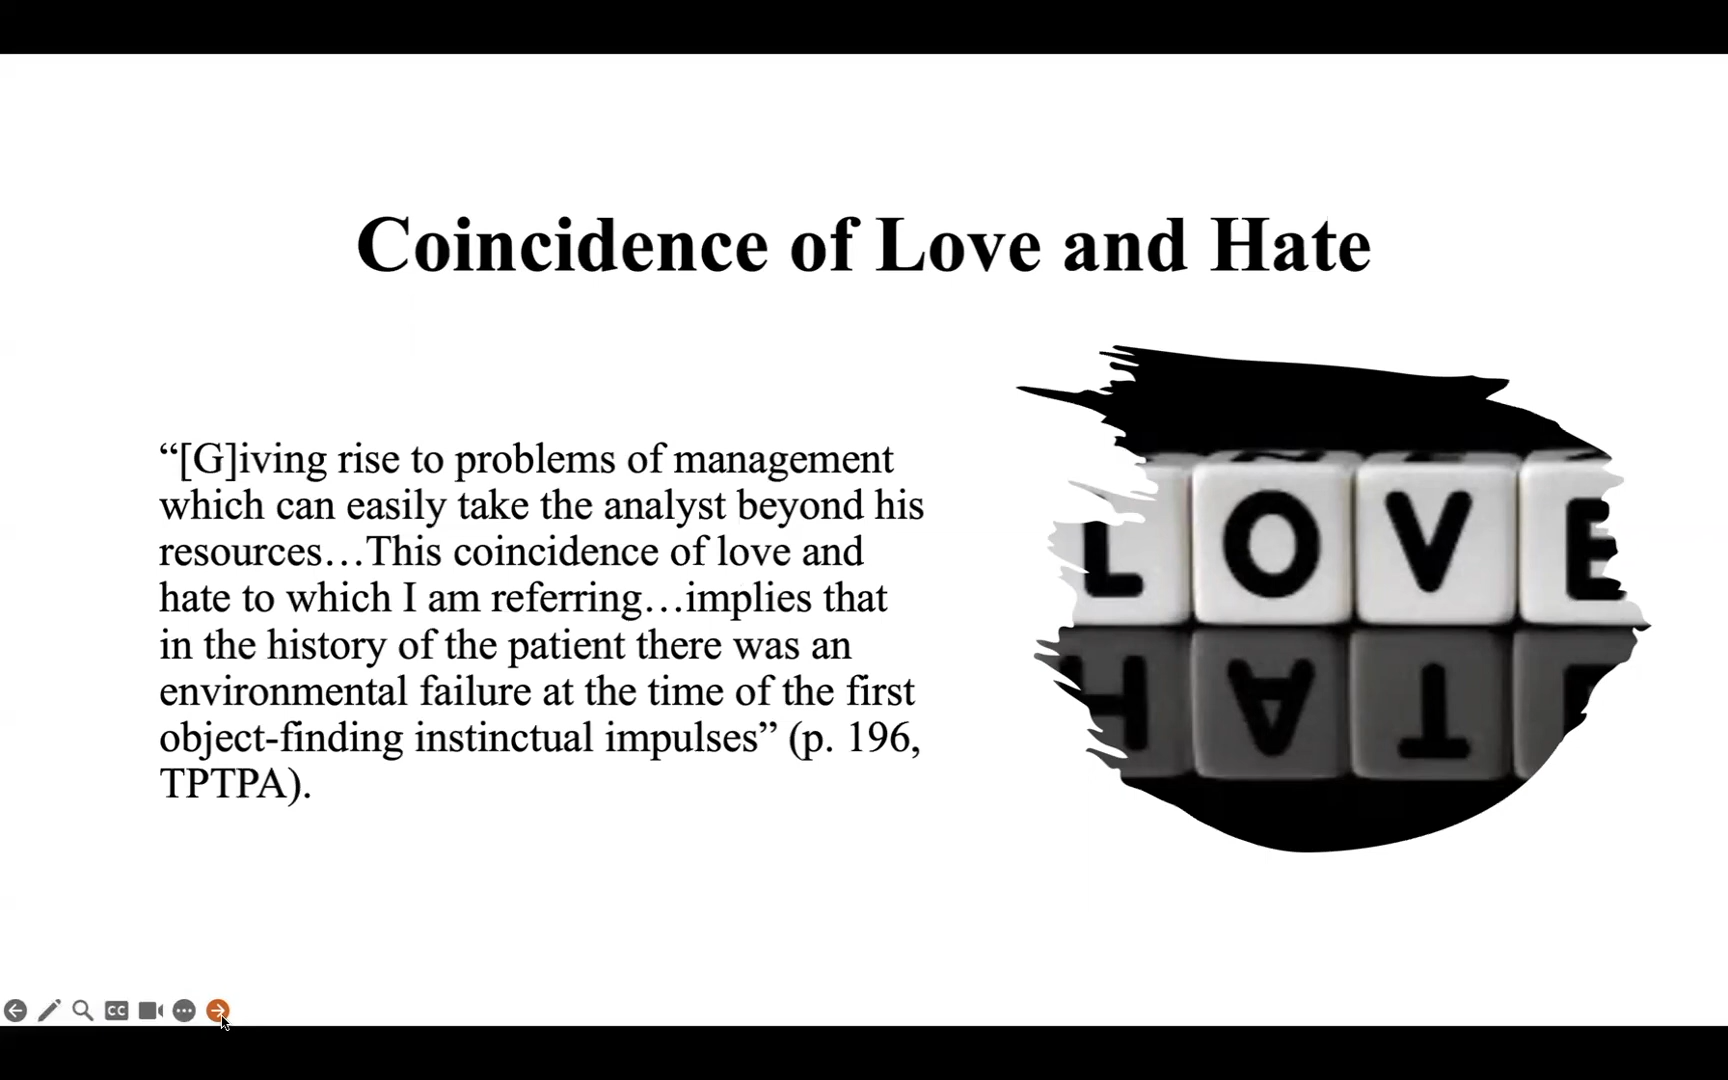 Coincidence of Love and Hate
“[G]iving rise to problems of management
which can easily take the analyst beyond his
resources…This coincidence of love and
hate to which I am referring…implies that
in the history of the patient there was an
environmental failure at the time of the first
object-finding instinctual impulses” (p. 196,
TPTPA).
LOVE
HAT
CC